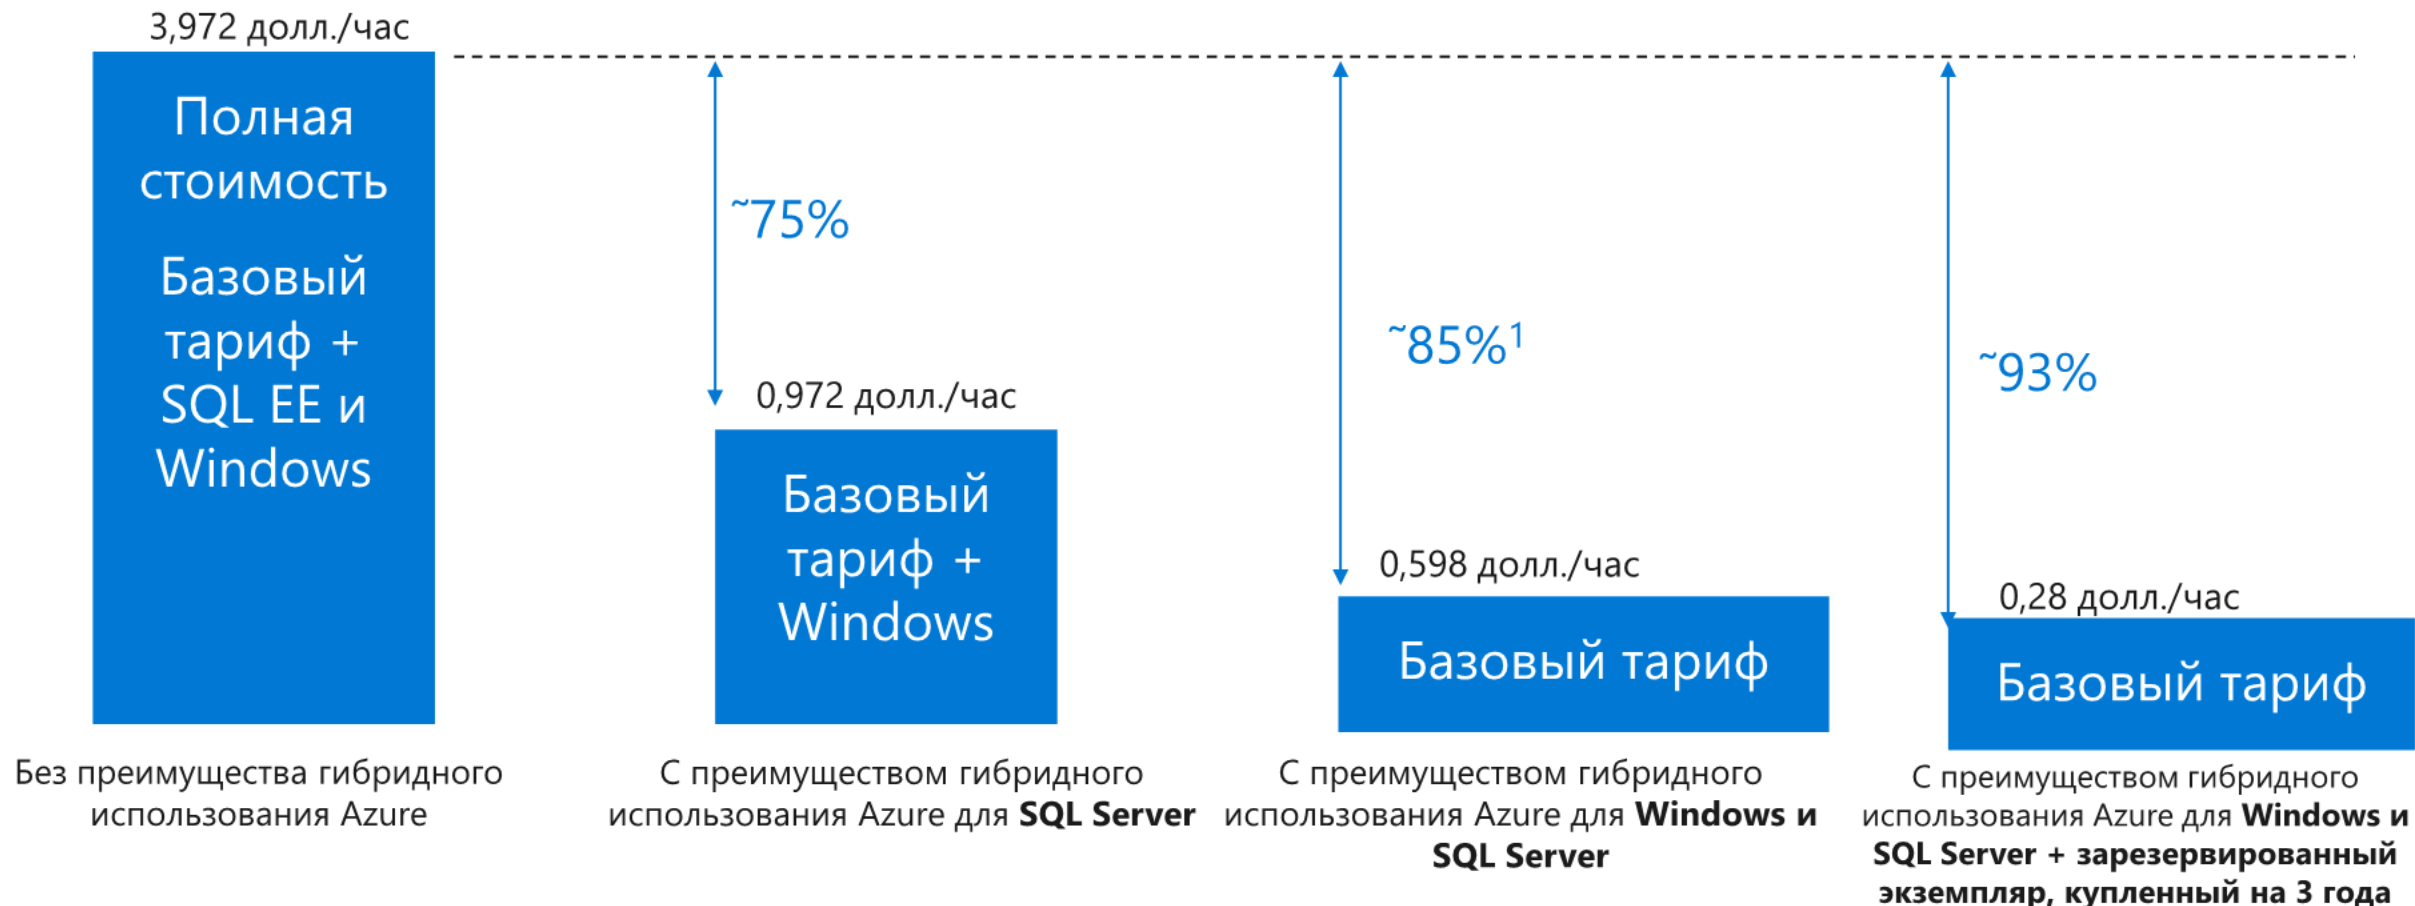 3,972 долл./час
Полная
стоимость
Базовый
тариф +
SQL EE и
Windows
Без преимущества гибридного
использования Azure
~75%
0,972 долл./час
Базовый
тариф +
Windows
С преимуществом гибридного
использования Azure для SQL Server
~85%¹
0,598 долл./час
Базовый тариф
С преимуществом гибридного
использования Azure для Windows и
SQL Server
~93%
0,28 долл./час
Базовый тариф
С преимуществом гибридного
использования Azure для Windows и
SQL Server + зарезервированный
экземпляр, купленный на 3 года